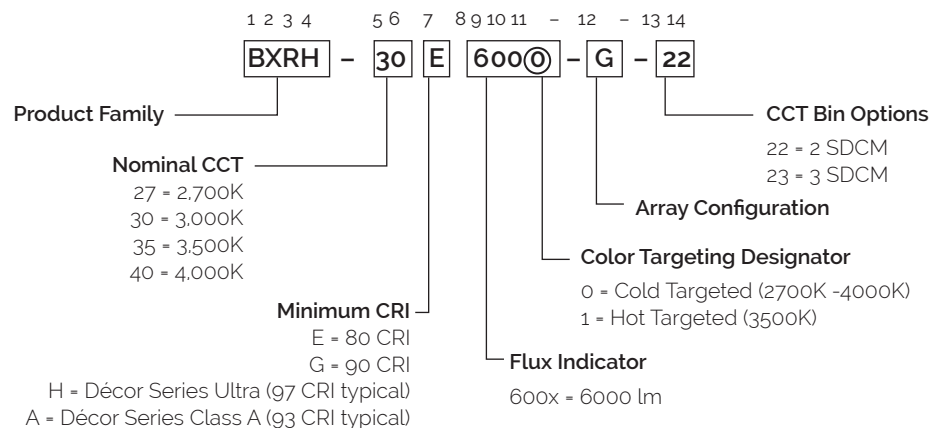 1 2 3 4 5 6 7 8 9 10 11 - 12 - 13 14
BXRH - 30 E 6000 - G - 22
Product Family
Nominal CCT
27 = 2,700K
30 = 3,000K
35 = 3,500K
40 = 4,000K
Minimum CRI
E = 80 CRI
G = 90 CRI
H = Décor Series Ultra (97 CRI typical)
A = Décor Series Class A (93 CRI typical)
Flux Indicator
600x = 6000 lm
Color Targeting Designator
0 = Cold Targeted (2700K -4000K)
1 = Hot Targeted (3500K)
Array Configuration
CCT Bin Options
22 = 2 SDCM
23 = 3 SDCM